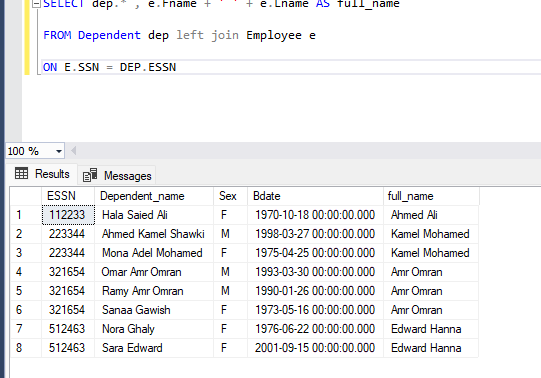 SELECT dep.* , e.Fname + ' ' + e.Lname AS full_name
FROM Dependent dep left join Employee e
ON E.SSN = DEP.ESSN
100 %
Results Messages
ESSN Dependent_name Sex Bdate full_name
1 112233 Hala Saied Ali F 1970-10-18 00:00:00.000 Ahmed Ali
2 223344 Ahmed Kamel Shawki M 1998-03-27 00:00:00.000 Kamel Mohamed
3 223344 Mona Adel Mohamed F 1975-04-25 00:00:00.000 Kamel Mohamed
4 321654 Omar Amr Omran M 1993-03-30 00:00:00.000 Amr Omran
5 321654 Ramy Amr Omran M 1990-01-26 00:00:00.000 Amr Omran
6 321654 Sanaa Gawish F 1973-05-16 00:00:00.000 Amr Omran
7 512463 Nora Ghaly F 1976-06-22 00:00:00.000 Edward Hanna
8 512463 Sara Edward F 2001-09-15 00:00:00.000 Edward Hanna